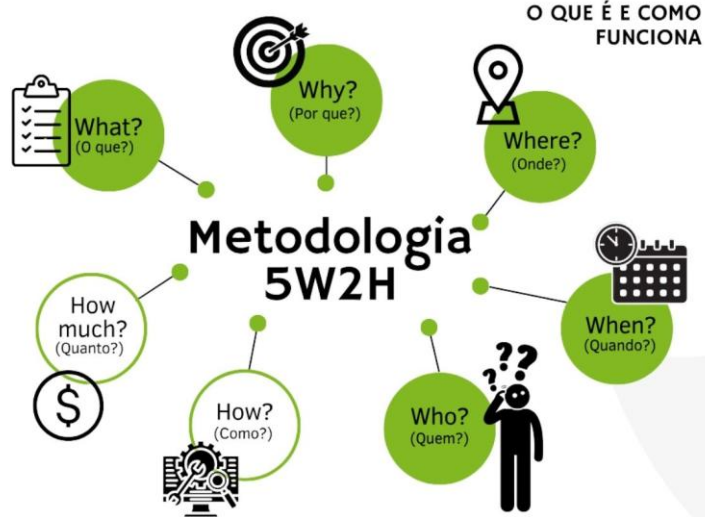 O QUE É E COMO
FUNCIONA
What?
(O que?)
Why?
(Por que?)
Where?
(Onde?)
Metodologia
5W2H
How
much?
(Quanto?)
$
How?
(Como?)
Who?
(Quem?)
? ? ?
When?
(Quando?)